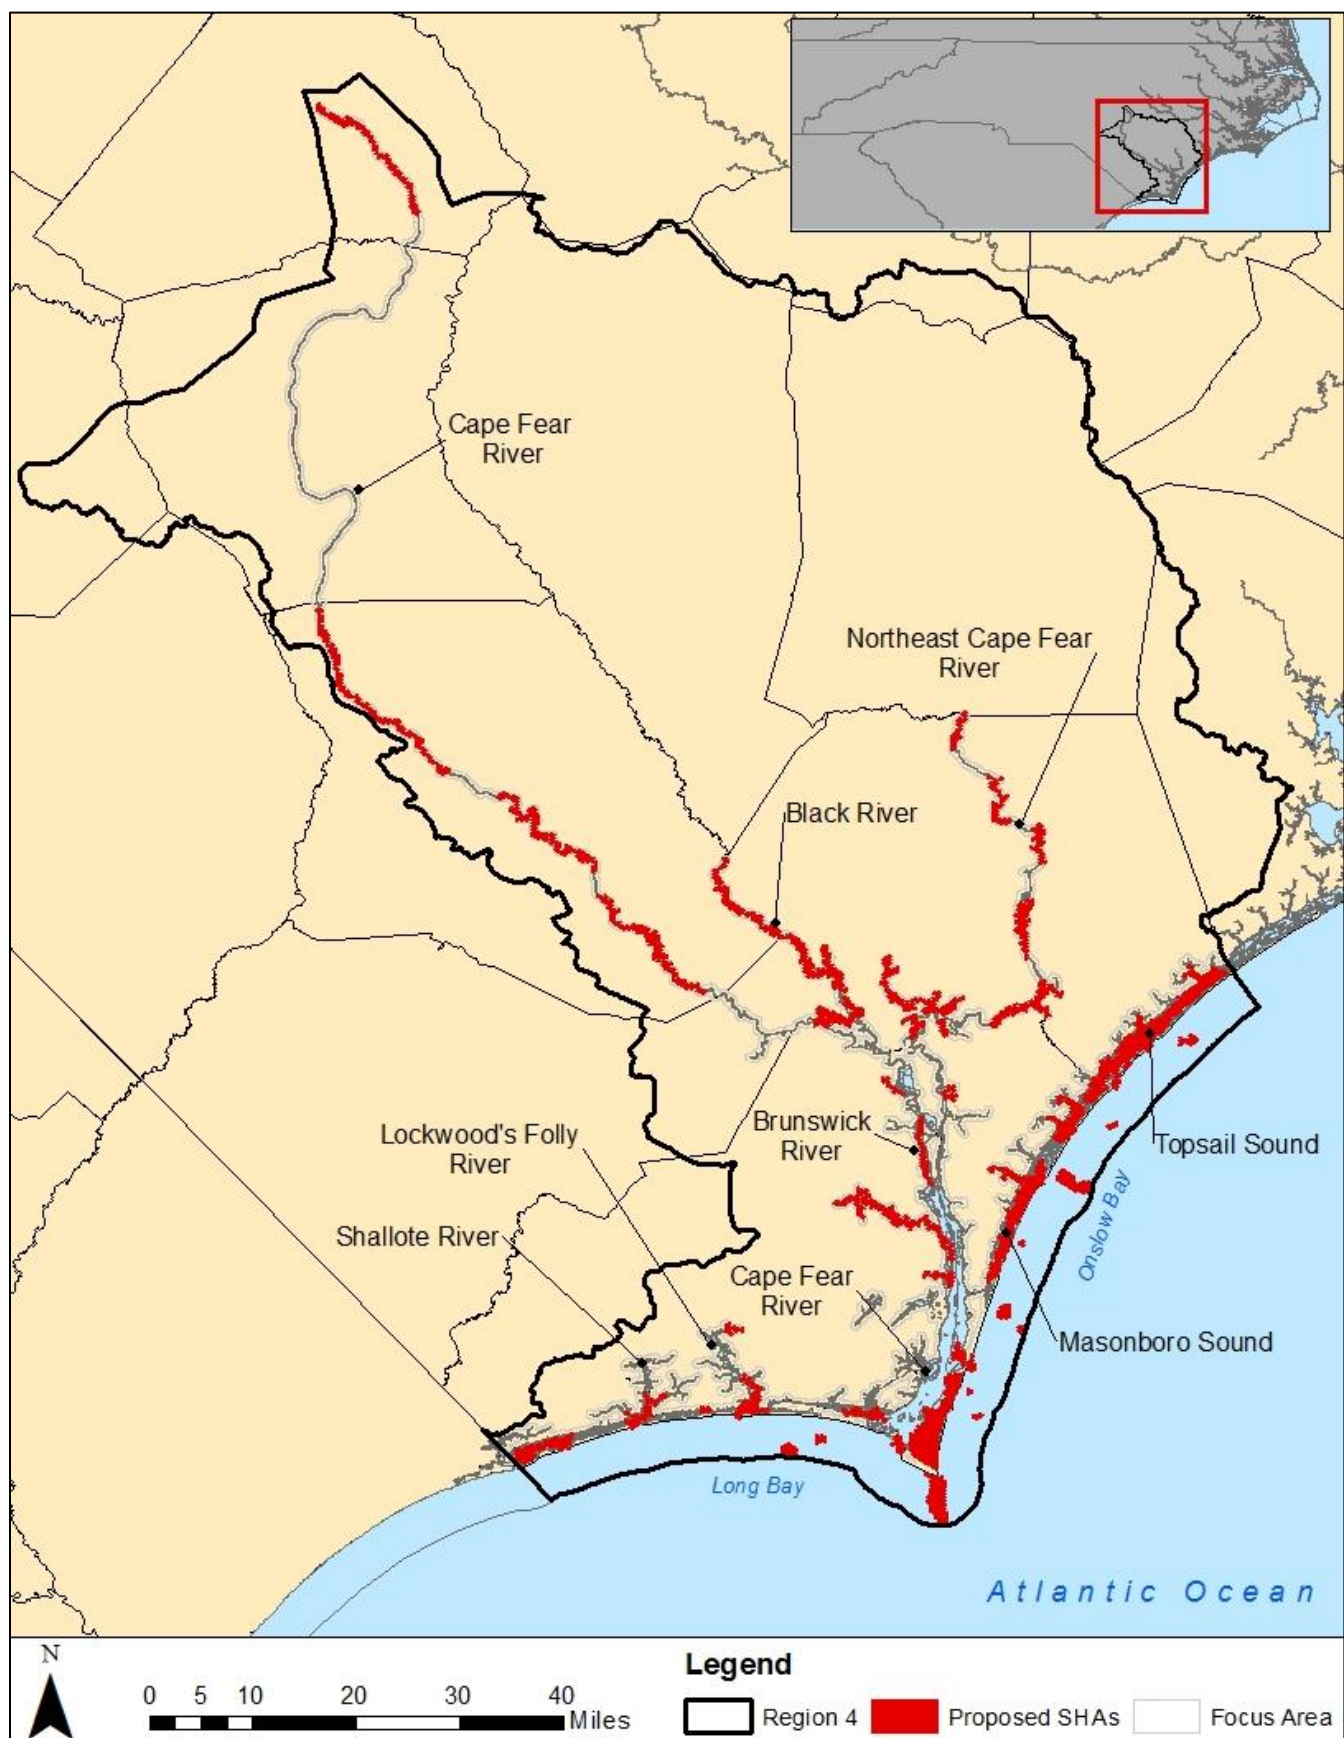 Cape Fear
River
Northeast Cape Fear
River
Black River
Brunswick
River
Lockwood's Folly
River
Topsail Sound
Shallote River
Onslow Bay
Cape Fear
River
Masonboro Sound
Long Bay
Atlantic Ocean
N
0 5 10 20 30 40
Miles
Legend
Region 4 Proposed SHAs Focus Area